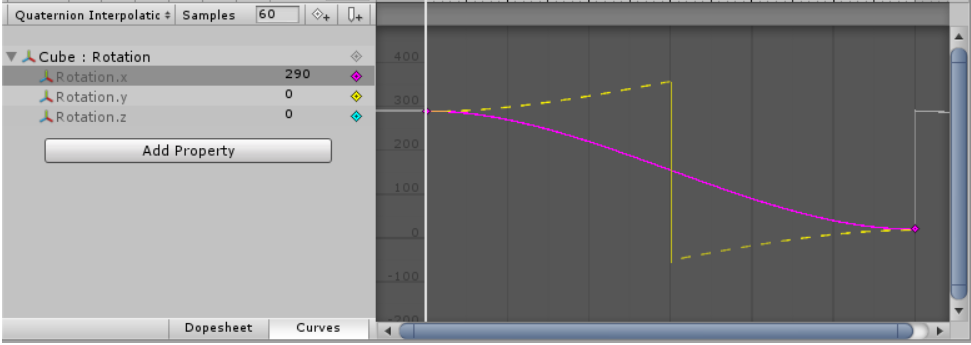 Quaternion Interpolatic Samples 60
Cube : Rotation
Rotation.x 290
Rotation.y 0
Rotation.z 0
Add Property
Dopesheet Curves
400
300
200
100
0
-100
-200